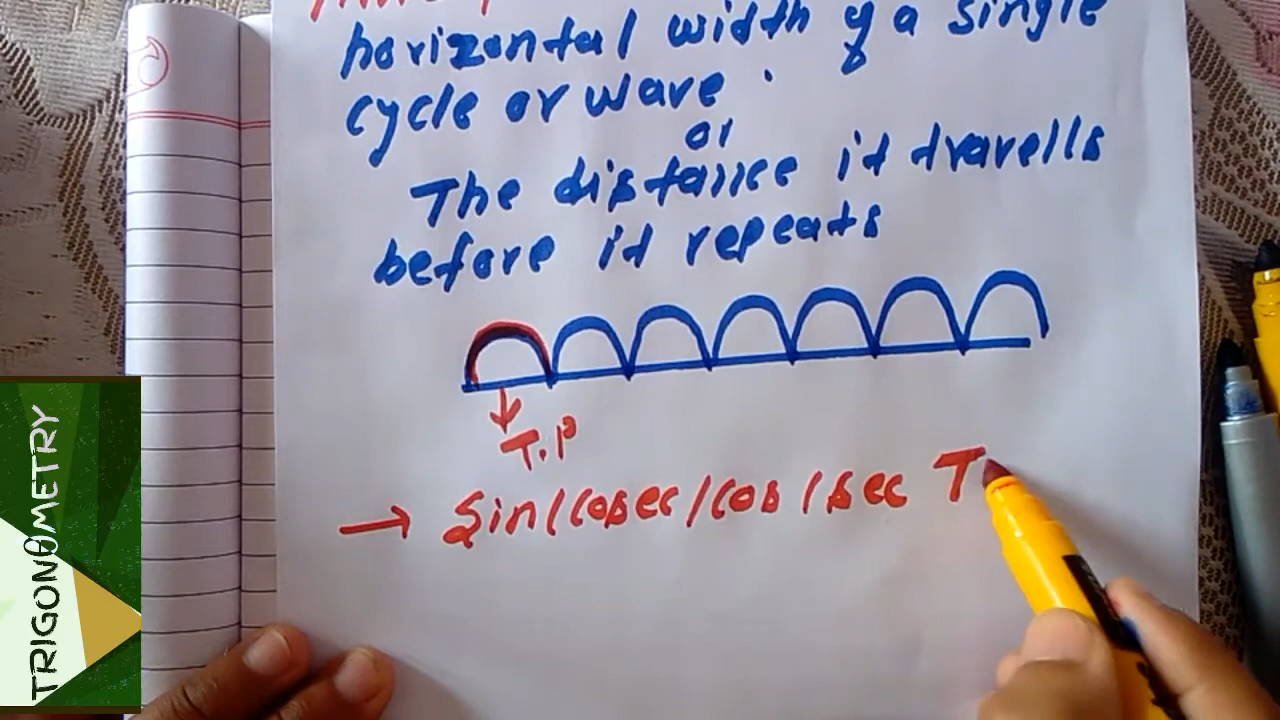 horizontal width of a single
cycle or wave.
or
The distance it travells
before it repeats
T.P
→ Sin/cosec/cos/sec T
TRIGONθMETRY